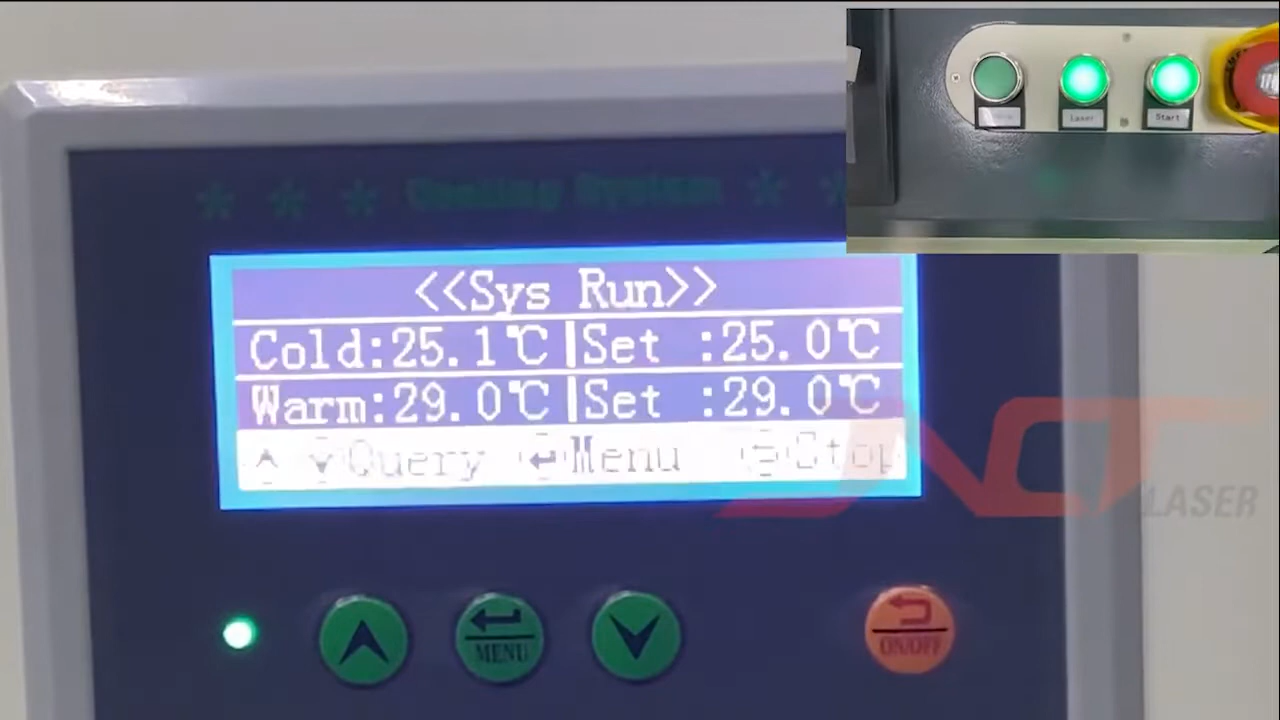 Laser
Start
Cooling System
<<Sys Run>>
Cold:25.1℃|Set :25.0℃
Warm:29.0℃|Set :29.0℃
Query Menu Stop
MENU
ON/OFF
LASER